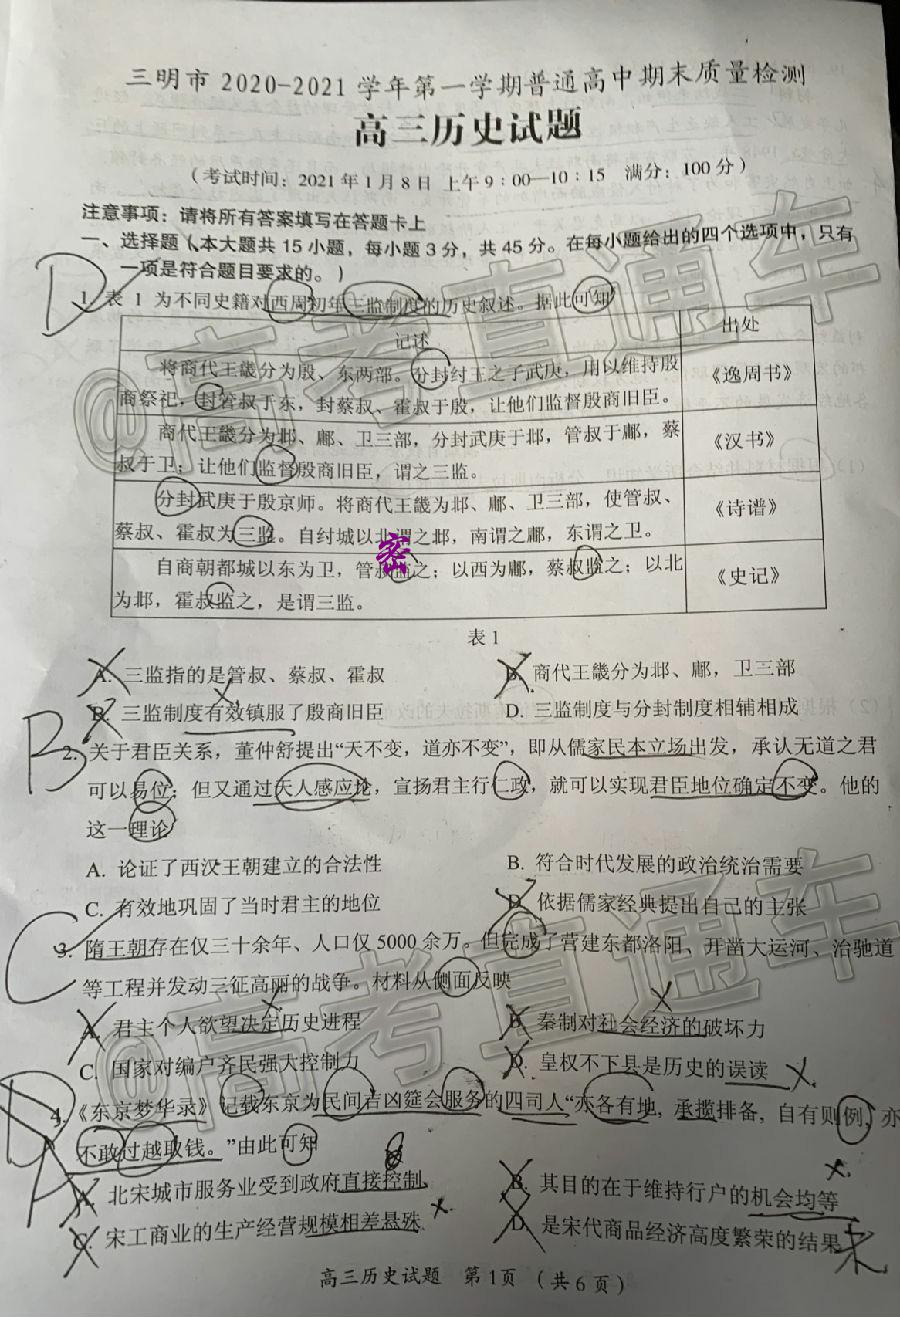 三明市 2020-2021 学年第一学期普通高中期末质量检测
高三历史试题
（考试时间：2021年1月8日 上午9：00—10：15 满分：100分）
注意事项：请将所有答案填写在答题卡上
一、选择题（本大题共 15 小题，每小题 3 分，共 45 分。在每小题给出的四个选项中，只有
一项是符合题目要求的。）
D
1. 表 1 为不同史籍对西周初年三监制度的历史叙述。据此可知
记述 出处
将商代王畿分为殷、东两部。分封纣王之子武庚，用以维持殷
商祭祀，封管叔于东，封蔡叔、霍叔于殷，让他们监督殷商旧臣。 《逸周书》
商代王畿分为邶、鄘、卫三部，分封武庚于邶，管叔于鄘，蔡
叔于卫；让他们监督殷商旧臣，谓之三监。 《汉书》
分封武庚于殷京师。将商代王畿为邶、鄘、卫三部，使管叔、
蔡叔、霍叔为三监。自纣城以北谓之邶，南谓之鄘，东谓之卫。 《诗谱》
密
自商朝都城以东为卫，管叔监之；以西为鄘，蔡叔监之；以北
为邶，霍叔监之，是谓三监。 《史记》
表 1
A. 三监指的是管叔、蔡叔、霍叔 B. 商代王畿分为邶、鄘，卫三部
三监制度有效镇服了殷商旧臣 D. 三监制度与分封制度相辅相成
B
2. 关于君臣关系，董仲舒提出“天不变，道亦不变”，即从儒家民本立场出发，承认无道之君
可以易位；但又通过天人感应论，宣扬君主行仁政，就可以实现君臣地位确定不变。他的
这一理论
A. 论证了西汉王朝建立的合法性 B. 符合时代发展的政治统治需要
C. 有效地巩固了当时君主的地位 D. 依据儒家经典提出自己的主张
C
3. 隋王朝存在仅三十余年、人口仅 5000 余万。但完成了营建东都洛阳、开凿大运河、治驰道
等工程并发动三征高丽的战争。材料从侧面反映
A. 君主个人欲望决定历史进程 B. 秦制对社会经济的破坏力
C. 国家对编户齐民强大控制力 D. 皇权不下县是历史的误读
4. 《东京梦华录》记载东京为民间吉凶筵会服务的四司人“亦各有地，承揽排备，自有则例，亦
不敢过越取钱。”由此可知
A
A. 北宋城市服务业受到政府直接控制 B. 其目的在于维持行户的机会均等
C. 宋工商业的生产经营规模相差悬殊 D. 是宋代商品经济高度繁荣的结果
未
高三历史试题 第1页 （共6页）
@高考直通车
@高考直通车